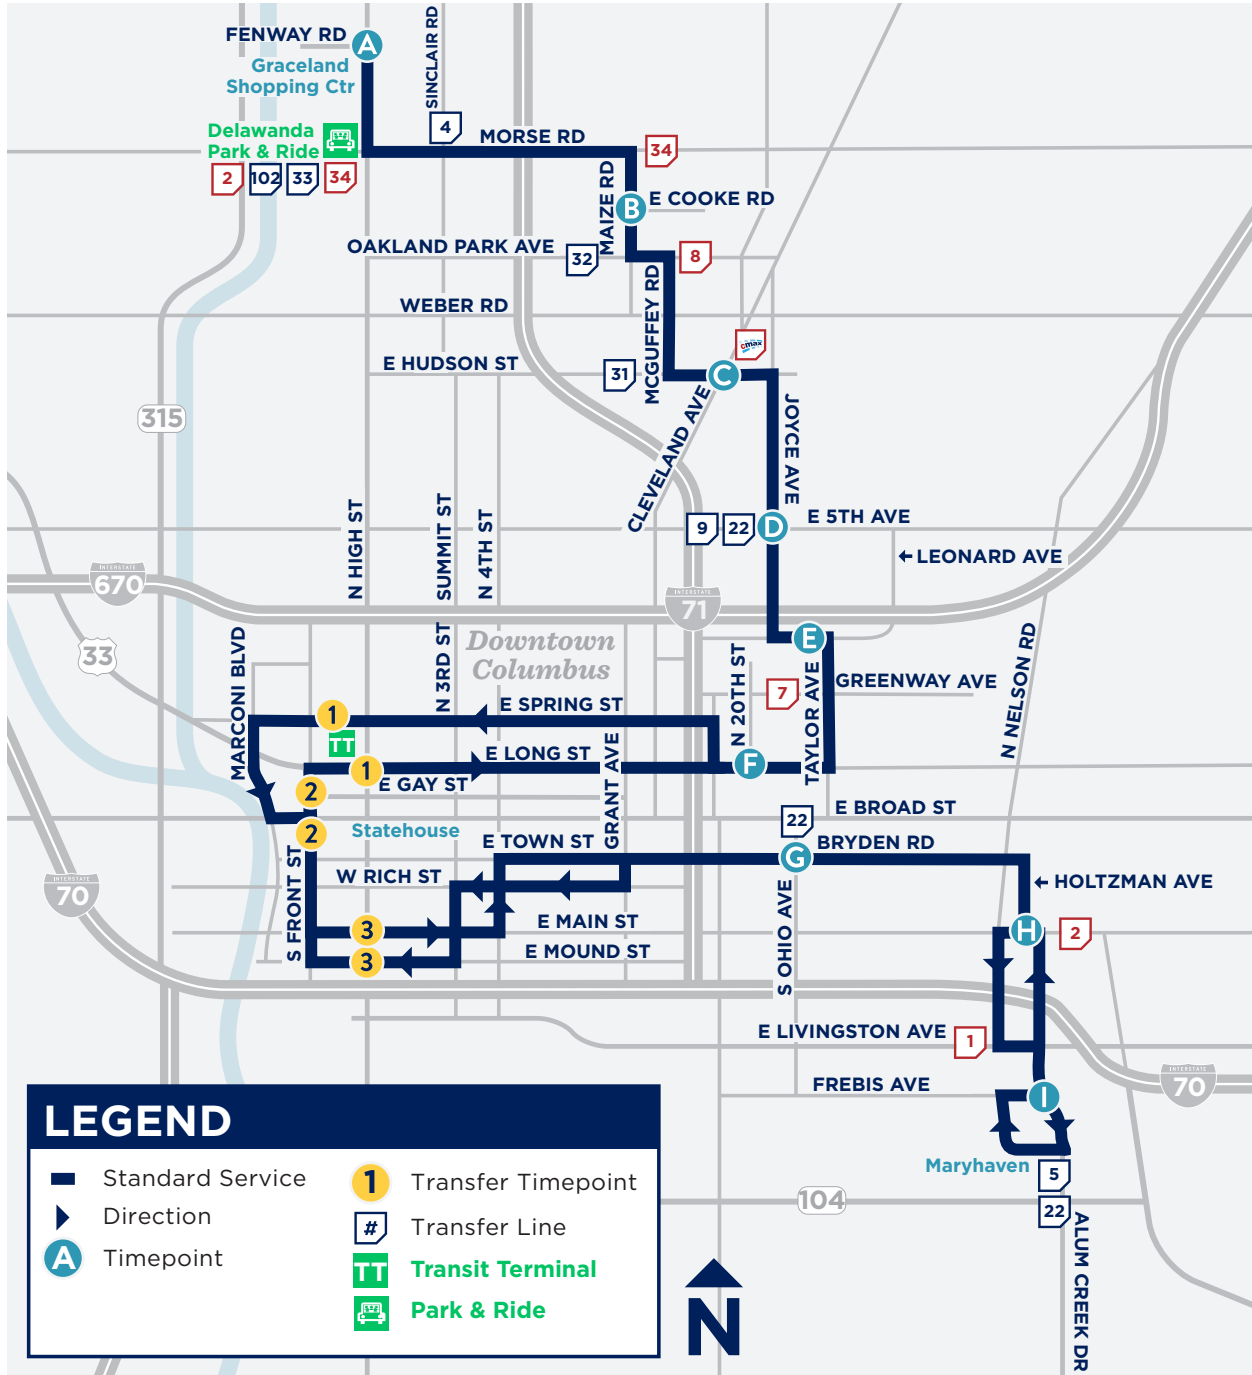 FENWAY RD
A
Graceland
Shopping Ctr
SINCLAIR RD
Delawanda
Park & Ride
4
MORSE RD
34
2
102
33
34
MAIZE RD
B
E COOKE RD
OAKLAND PARK AVE
32
8
MCGUFFEY RD
WEBER RD
cmax
E HUDSON ST
31
C
315
CLEVELAND AVE
JOYCE AVE
N HIGH ST
SUMMIT ST
N 4TH ST
9
22
D
E 5TH AVE
LEONARD AVE
INTERSTATE
670
INTERSTATE
71
33
MARCONI BLVD
N 3RD ST
Downtown
Columbus
N 20TH ST
E
TAYLOR AVE
GREENWAY AVE
7
N NELSON RD
1
E SPRING ST
TT
E LONG ST
1
F
E GAY ST
2
GRANT AVE
E BROAD ST
22
2
Statehouse
E TOWN ST
G
BRYDEN RD
INTERSTATE
70
S FRONT ST
W RICH ST
S OHIO AVE
HOLTZMAN AVE
3
E MAIN ST
H
2
3
E MOUND ST
E LIVINGSTON AVE
1
FREBIS AVE
I
INTERSTATE
70
Maryhaven
5
104
22
ALUM CREEK DR
LEGEND
Standard Service
Direction
A
Timepoint
1
Transfer Timepoint
#
Transfer Line
TT
Transit Terminal
Park & Ride
N